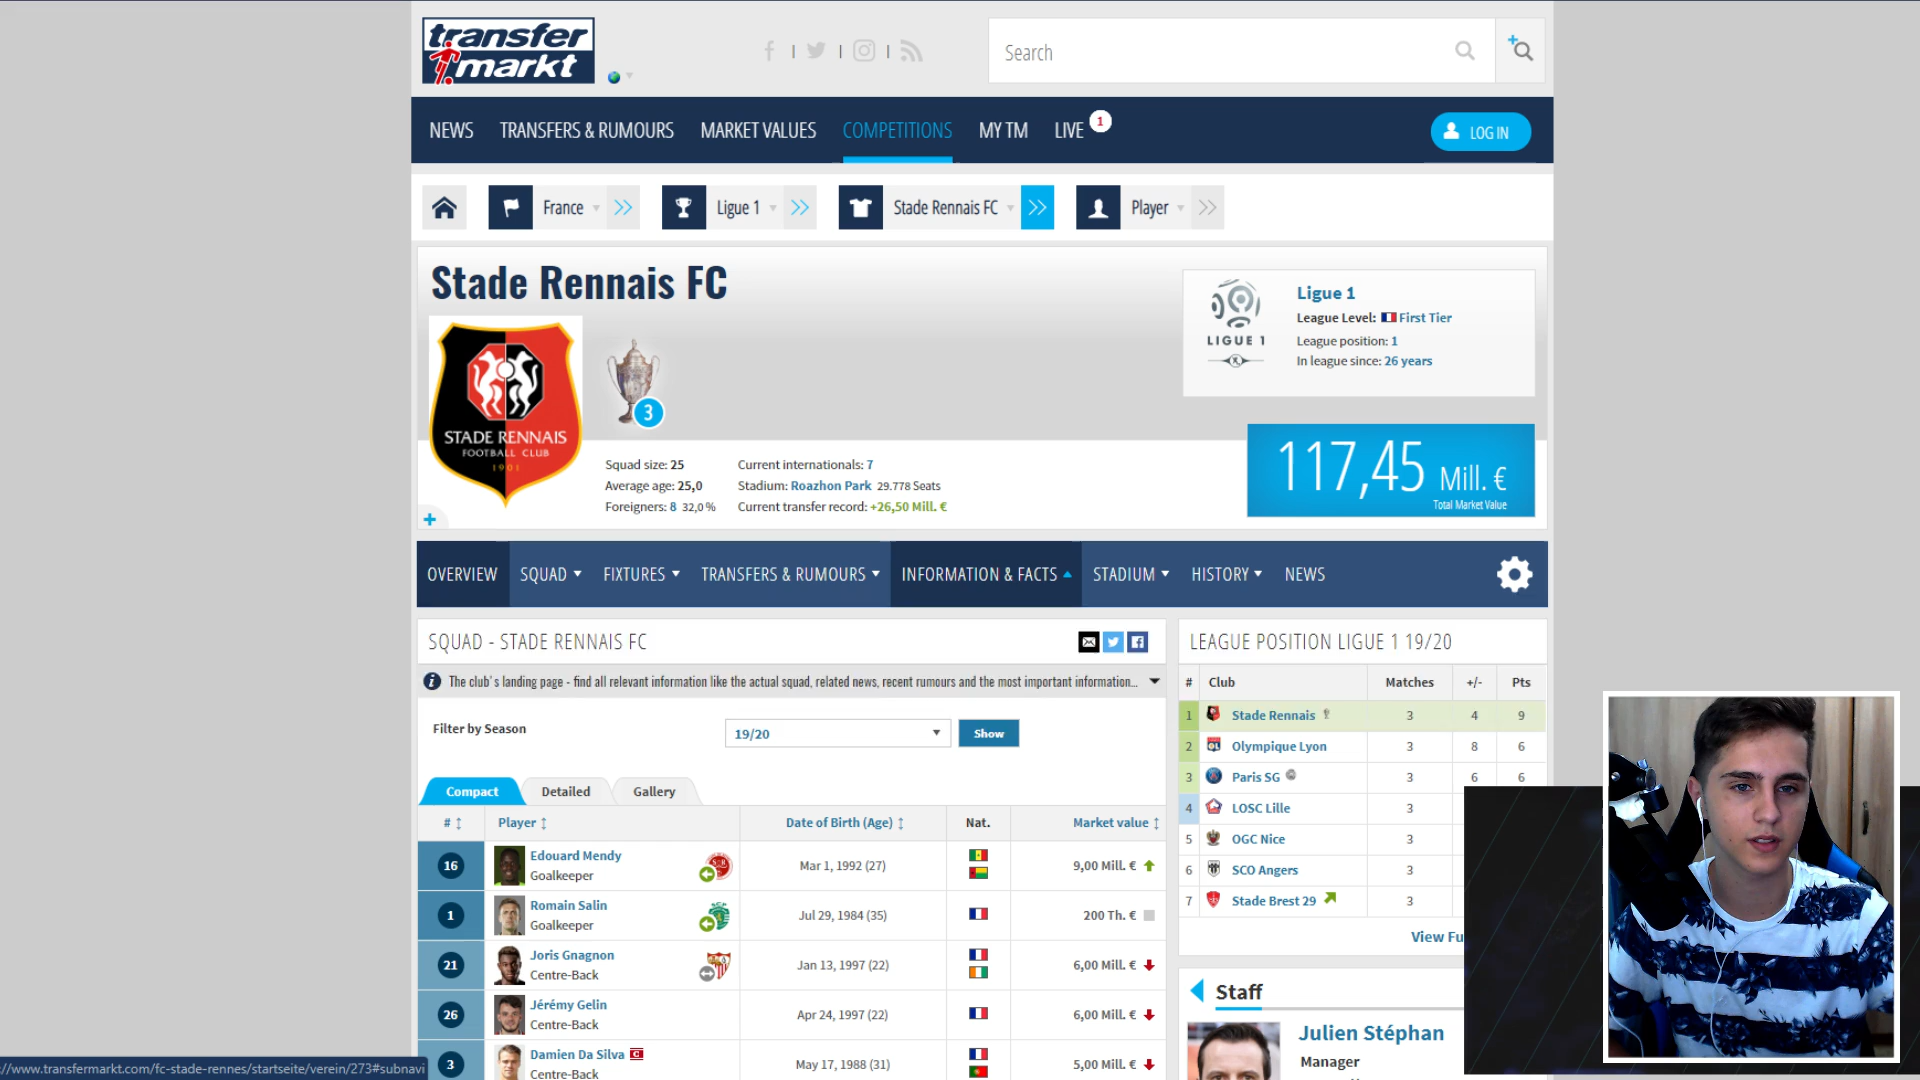 transfer
markt
Search
NEWS TRANSFERS & RUMOURS MARKET VALUES COMPETITIONS MY TM LIVE 1 LOG IN
France Ligue 1 Stade Rennais FC Player
Stade Rennais FC
STADE RENNAIS
FOOTBALL CLUB
1901
3
LIGUE 1
Ligue 1
League Level: First Tier
League position: 1
In league since: 26 years
Squad size: 25
Average age: 25,0
Foreigners: 8 32,0 %
Current internationals: 7
Stadium: Roazhon Park 29.778 Seats
Current transfer record: +26,50 Mill. €
117,45 Mill. €
Total Market Value
OVERVIEW SQUAD FIXTURES TRANSFERS & RUMOURS INFORMATION & FACTS STADIUM HISTORY NEWS
SQUAD - STADE RENNAIS FC
The club's landing page - find all relevant information like the actual squad, related news, recent rumours and the most important information...
Filter by Season 19/20 Show
Compact Detailed Gallery
# Player Date of Birth (Age) Nat. Market value
16 Edouard Mendy Mar 1, 1992 (27) 9,00 Mill. €
Goalkeeper
1 Romain Salin Jul 29, 1984 (35) 200 Th. €
Goalkeeper
21 Joris Gnagnon Jan 13, 1997 (22) 6,00 Mill. €
Centre-Back
26 Jérémy Gelin Apr 24, 1997 (22) 6,00 Mill. €
Centre-Back
3 Damien Da Silva C May 17, 1988 (31) 5,00 Mill. €
Centre-Back
LEAGUE POSITION LIGUE 1 19/20
# Club Matches +/- Pts
1 Stade Rennais 3 4 9
2 Olympique Lyon 3 8 6
3 Paris SG 3 6 6
4 LOSC Lille 3
5 OGC Nice 3
6 SCO Angers 3
7 Stade Brest 29 3
View Fu
Staff
Julien Stéphan
Manager
://www.transfermarkt.com/fc-stade-rennes/startseite/verein/273#subnavi